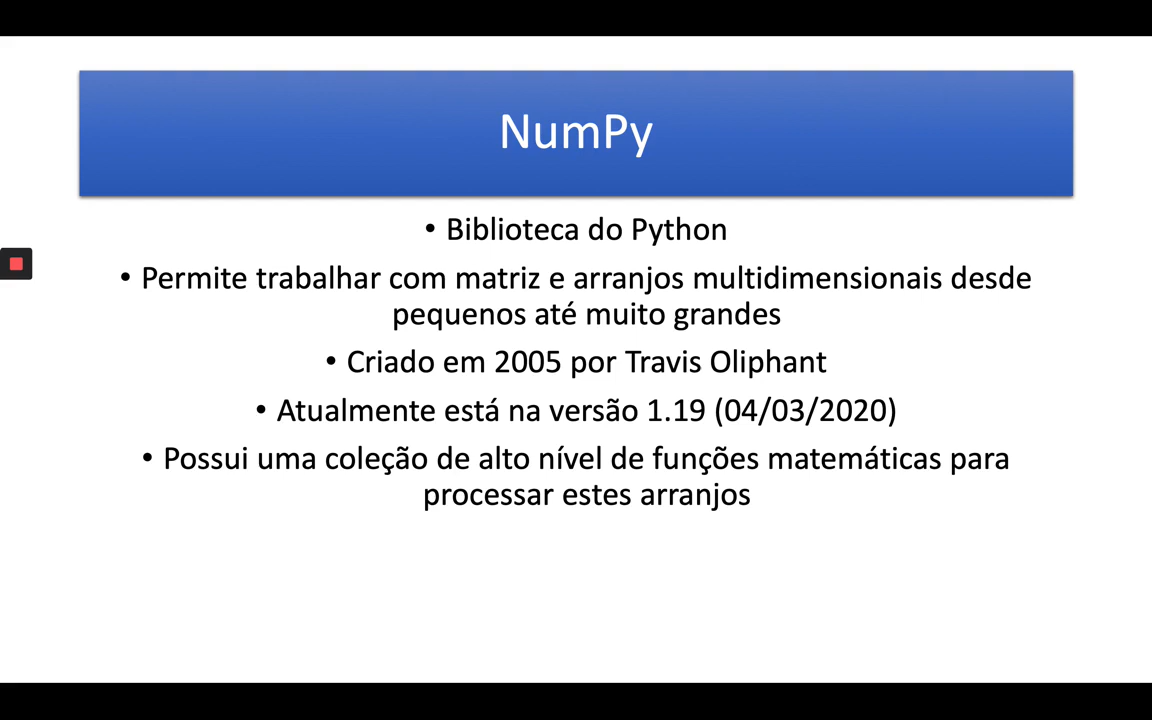 NumPy
• Biblioteca do Python
• Permite trabalhar com matriz e arranjos multidimensionais desde
pequenos até muito grandes
• Criado em 2005 por Travis Oliphant
• Atualmente está na versão 1.19 (04/03/2020)
• Possui uma coleção de alto nível de funções matemáticas para
processar estes arranjos